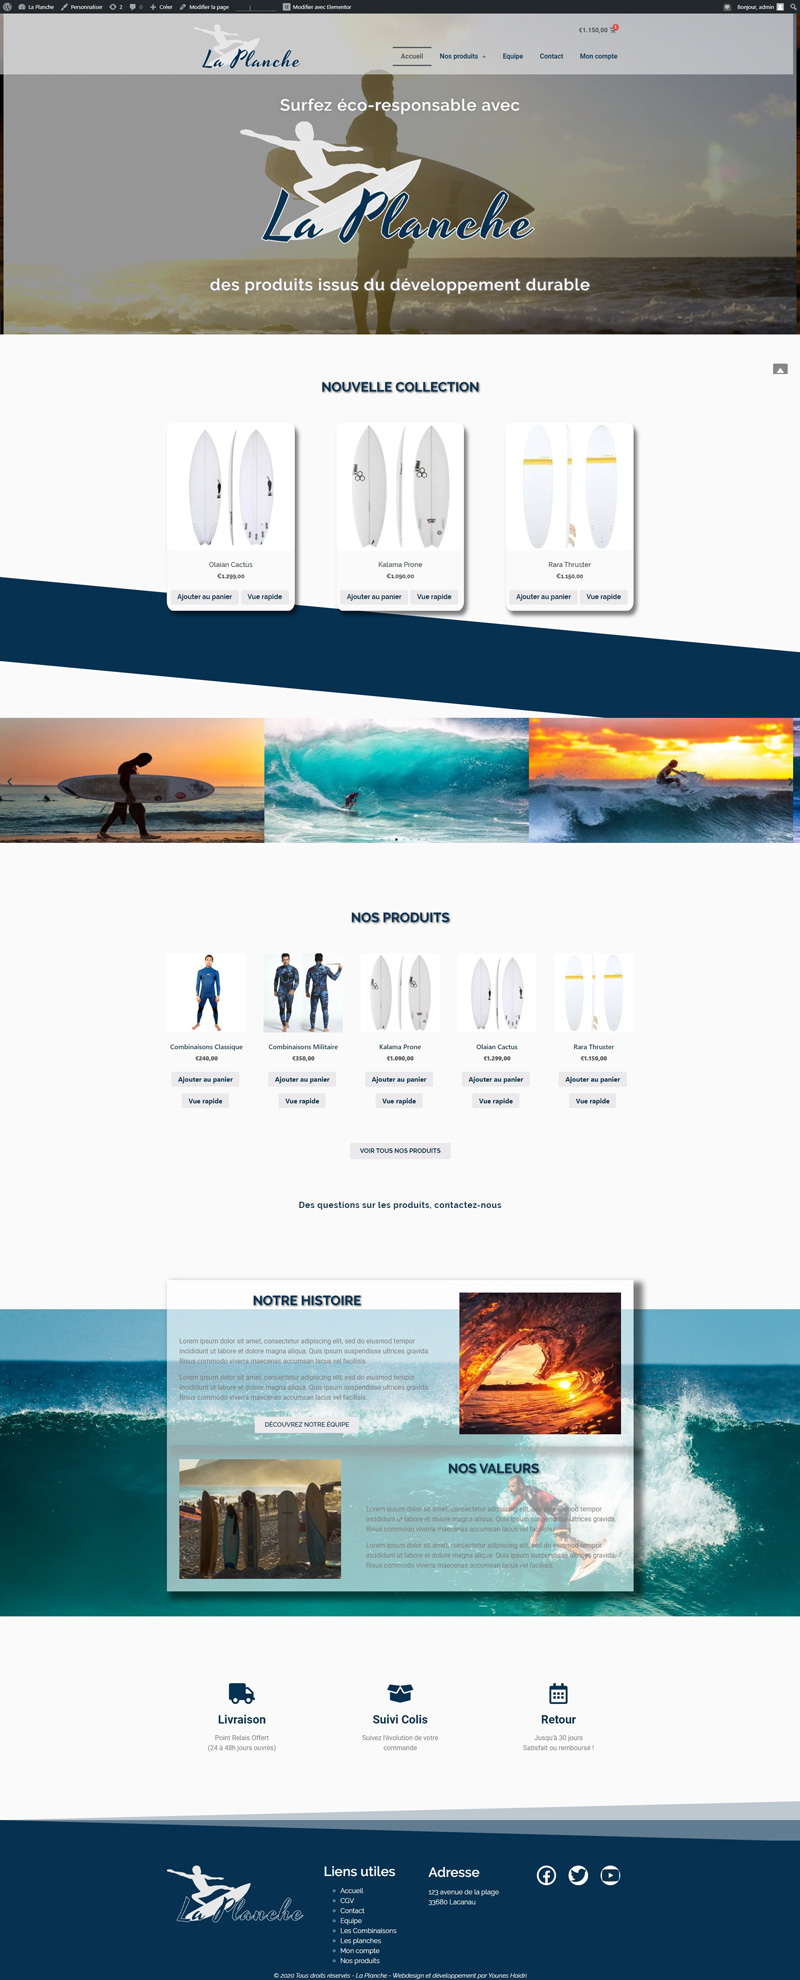 La Planche Personnaliser 2 0 Créer Modifier la page Modifier avec Elementor Bonjour, admin
€1.150,00 1
La Planche
Accueil Nos produits + Equipe Contact Mon compte
Surfez éco-responsable avec
La Planche
des produits issus du développement durable
NOUVELLE COLLECTION
Olaian Cactus Kalama Prone Rara Thruster
€1.299,00 €1.090,00 €1.150,00
Ajouter au panier Vue rapide Ajouter au panier Vue rapide Ajouter au panier Vue rapide
NOS PRODUITS
Combinaisons Classique Combinaisons Militaire Kalama Prone Olaian Cactus Rara Thruster
€240,00 €350,00 €1.090,00 €1.299,00 €1.150,00
Ajouter au panier Ajouter au panier Ajouter au panier Ajouter au panier Ajouter au panier
Vue rapide Vue rapide Vue rapide Vue rapide Vue rapide
VOIR TOUS NOS PRODUITS
Des questions sur les produits, contactez-nous
NOTRE HISTOIRE
Lorem ipsum dolor sit amet, consectetur adipiscing elit, sed do eiusmod tempor
incididunt ut labore et dolore magna aliqua. Quis ipsum suspendisse ultrices gravida.
Risus commodo viverra maecenas accumsan lacus vel facilisis.
Lorem ipsum dolor sit amet, consectetur adipiscing elit, sed do eiusmod tempor
incididunt ut labore et dolore magna aliqua. Quis ipsum suspendisse ultrices gravida.
Risus commodo viverra maecenas accumsan lacus vel facilisis.
DÉCOUVREZ NOTRE ÉQUIPE
NOS VALEURS
Lorem ipsum dolor sit amet, consectetur adipiscing elit, sed do eiusmod tempor
incididunt ut labore et dolore magna aliqua. Quis ipsum suspendisse ultrices gravida.
Risus commodo viverra maecenas accumsan lacus vel facilisis.
Lorem ipsum dolor sit amet, consectetur adipiscing elit, sed do eiusmod tempor
incididunt ut labore et dolore magna aliqua. Quis ipsum suspendisse ultrices gravida.
Risus commodo viverra maecenas accumsan lacus vel facilisis.
Livraison
Point Relais Offert
(24 à 48h jours ouvrés)
Suivi Colis
Suivez l'évolution de votre
commande
Retour
Jusqu'à 30 jours
Satisfait ou remboursé !
La Planche
Liens utiles
Accueil
CGV
Contact
Equipe
Les Combinaisons
Les planches
Mon compte
Nos produits
Adresse
123 avenue de la plage
33680 Lacanau
© 2020 Tous droits réservés - La Planche - Webdesign et développement par Younes Haidri